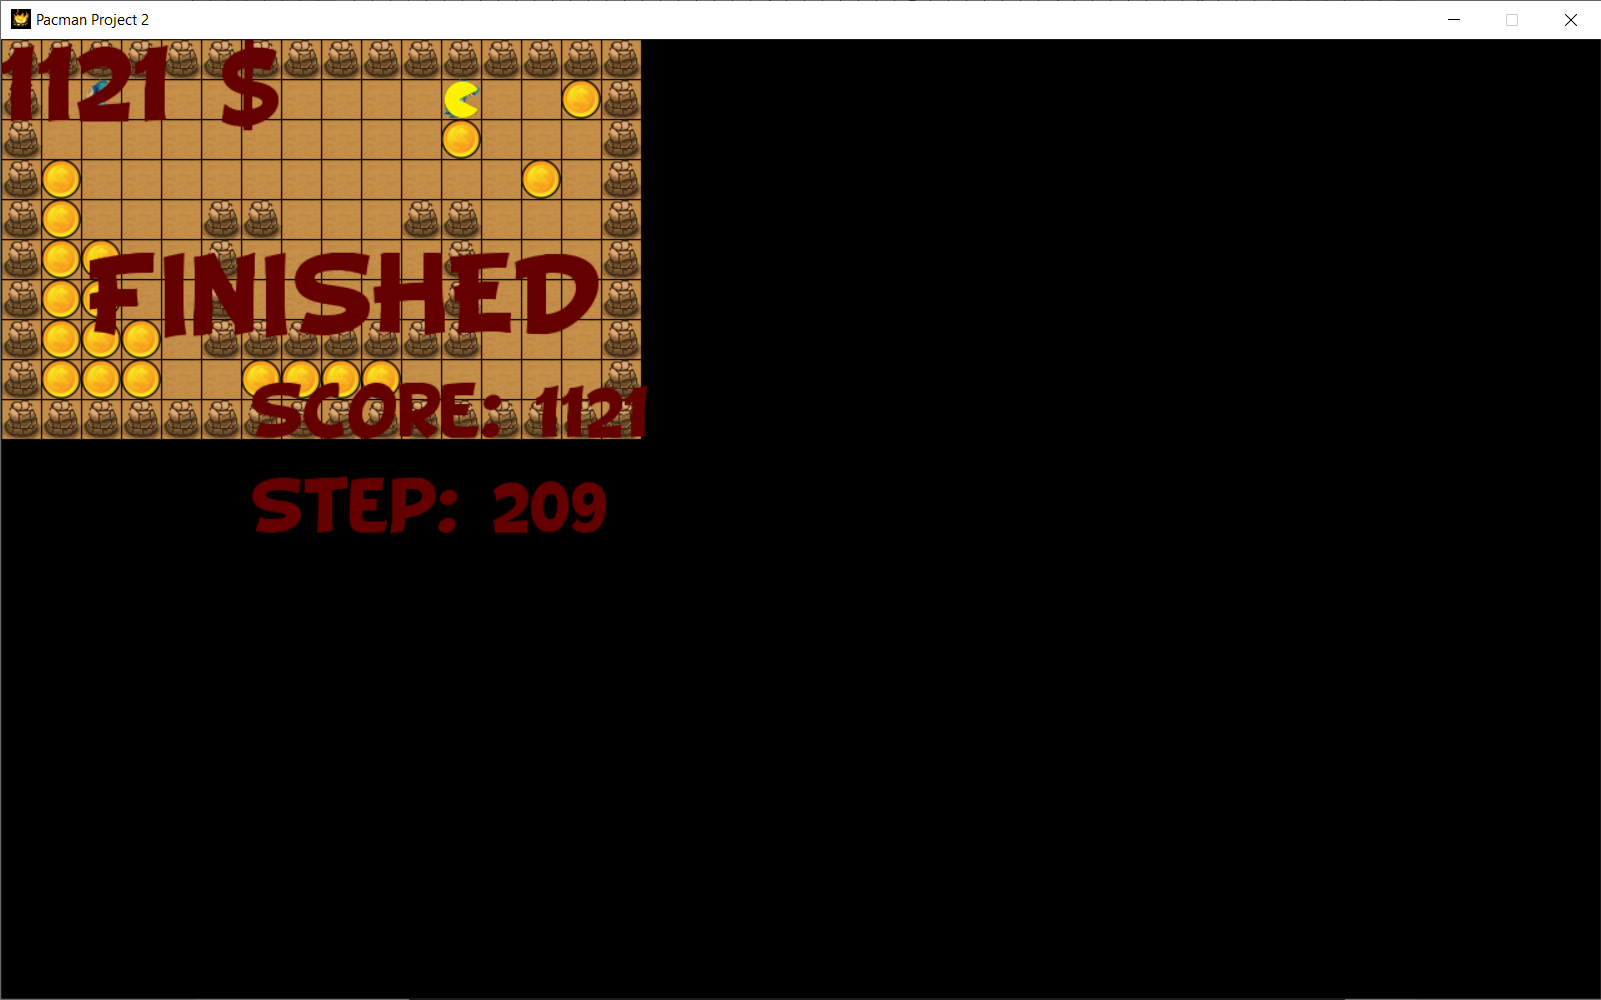 Pacman Project 2
1121 $
FINISHED
SCORE: 1121
STEP: 209